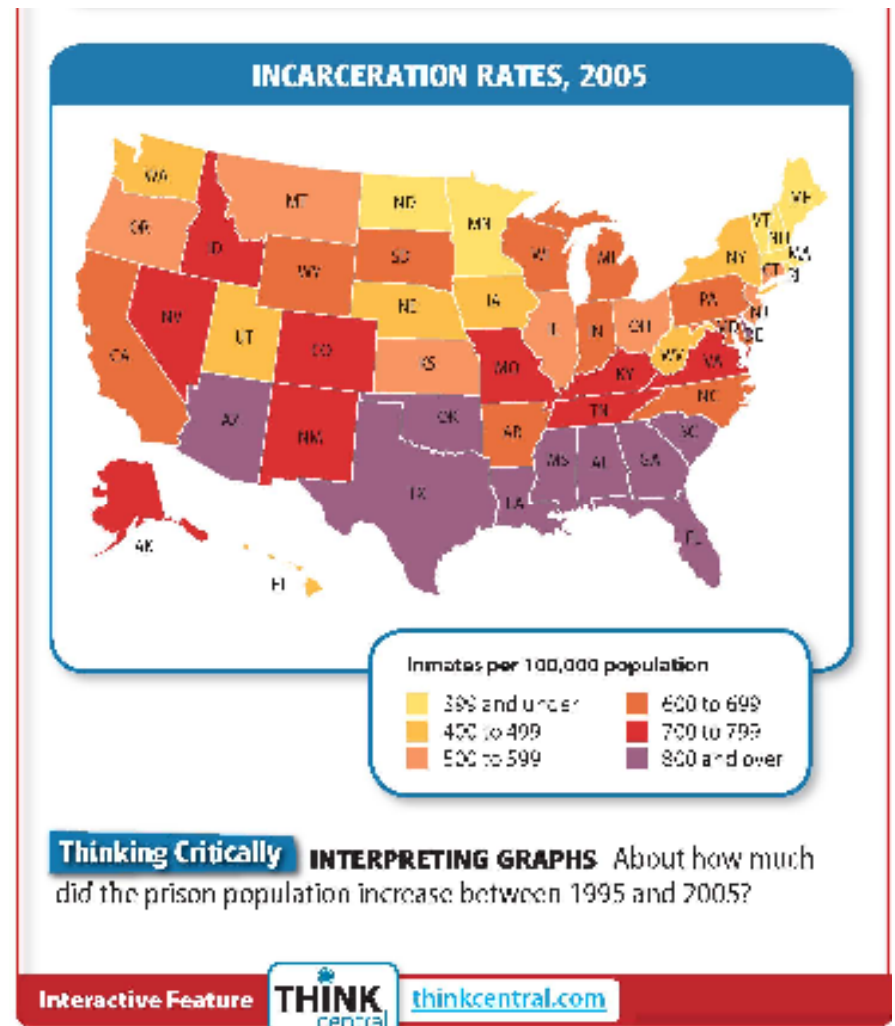 INCARCERATION RATES, 2005
WA
MT
ND
MN
ME
VT
NH
OR
ID
SD
WI
MI
NY
MA
WY
CT
RI
NE
IA
PA
NJ
NV
UT
IL
IN
OH
MD
DE
CA
CO
KS
MO
WV
VA
KY
NC
AZ
NM
OK
AR
TN
SC
MS
AL
GA
TX
LA
FL
AK
HI
Inmates per 100,000 population
399 and under
400 to 499
500 to 599
600 to 699
700 to 799
800 and over
Thinking Critically INTERPRETING GRAPHS About how much
did the prison population increase between 1995 and 2005?
Interactive Feature THINK central thinkcentral.com